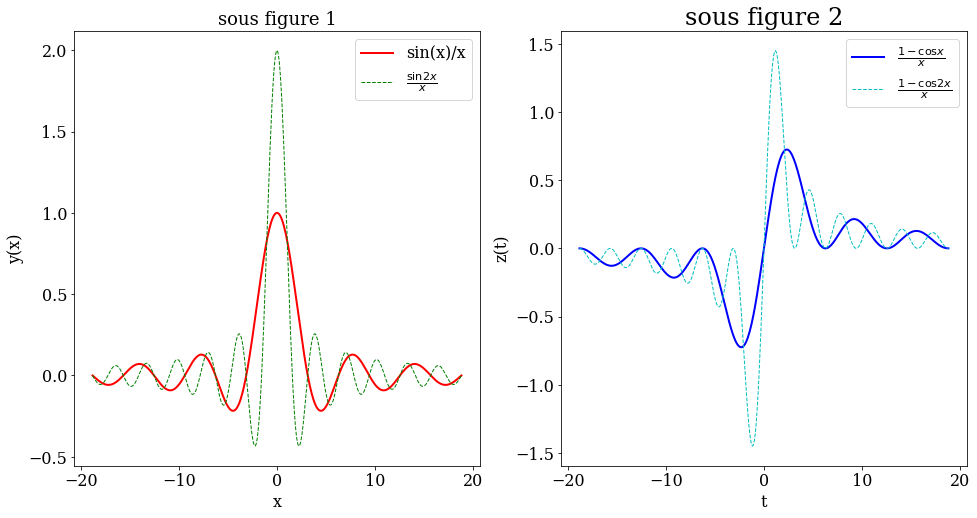 sous figure 1
sin(x)/x
sin2x
x
2.0
1.5
1.0
0.5
0.0
−0.5
y(x)
−20 −10 0 10 20
x
sous figure 2
1 − cosx
x
1 − cos2x
x
1.5
1.0
0.5
0.0
−0.5
−1.0
−1.5
z(t)
−20 −10 0 10 20
t